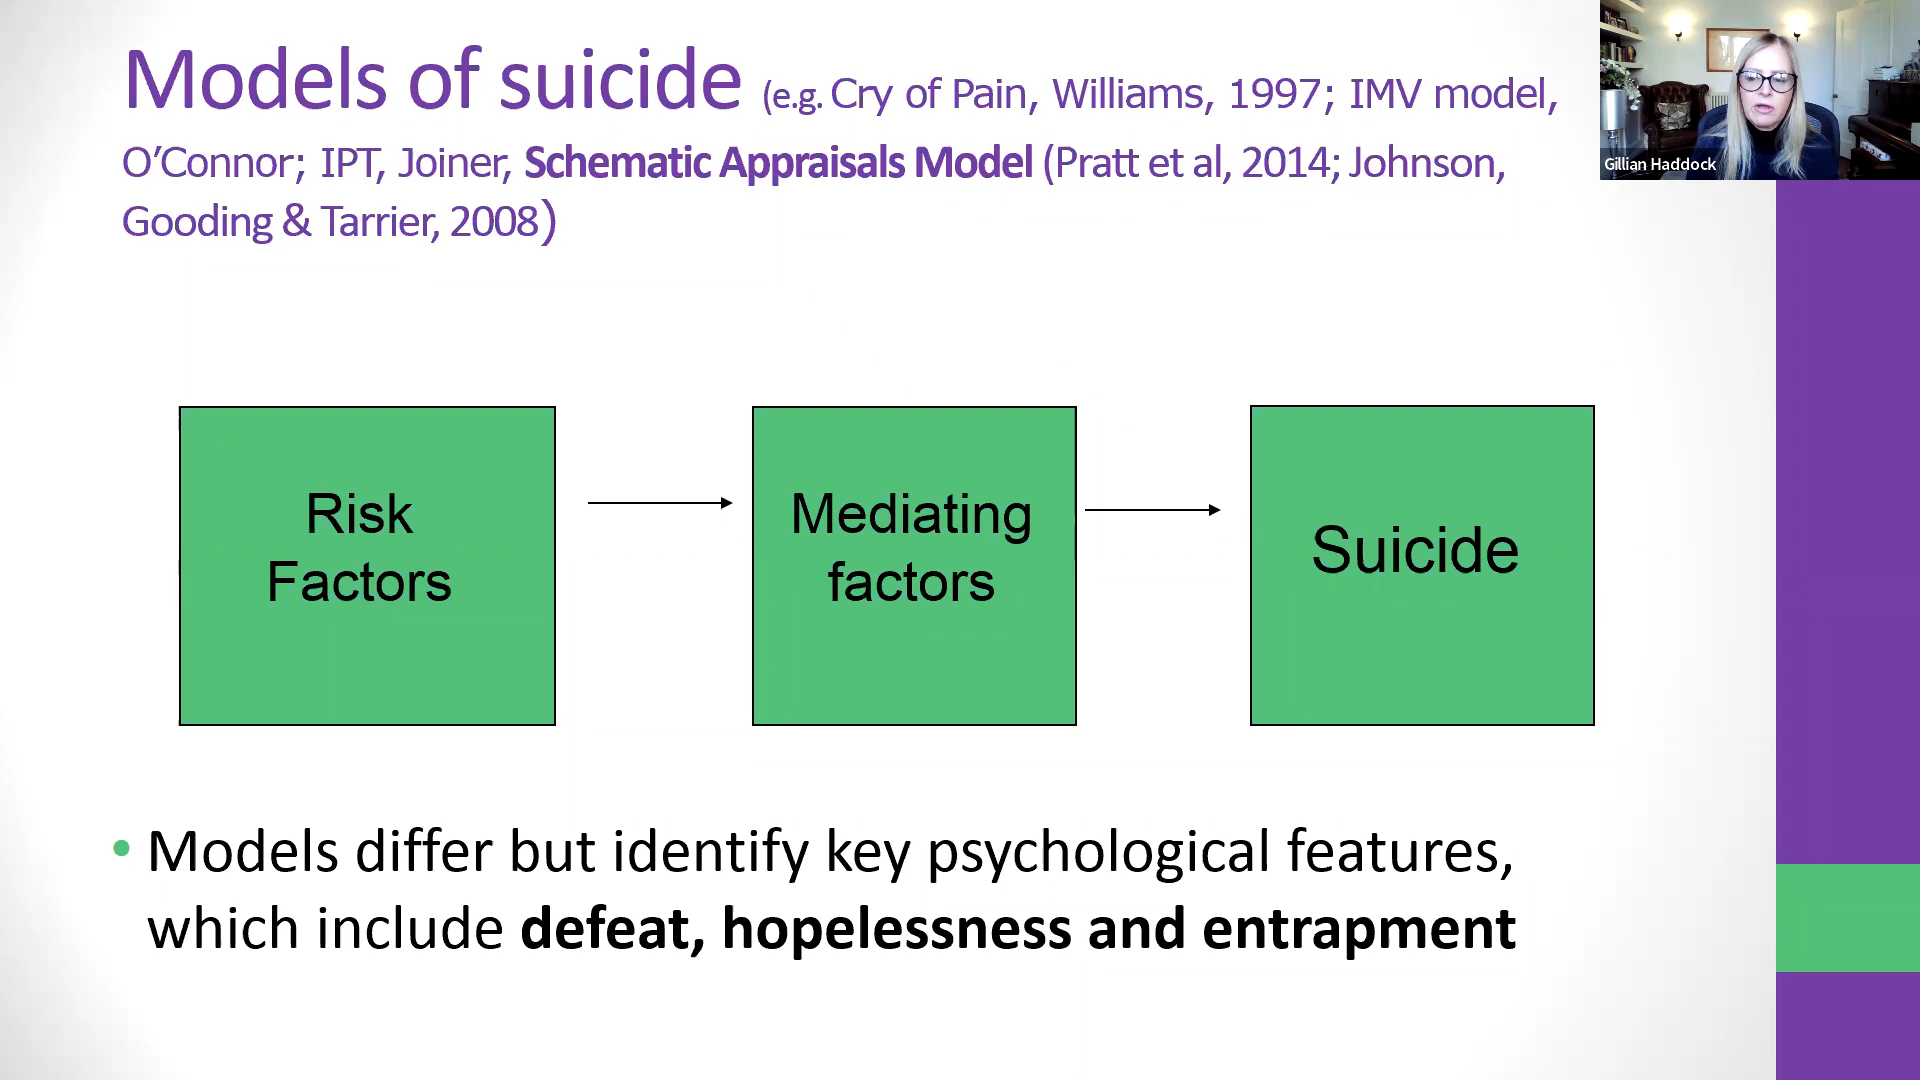 Models of suicide (e.g. Cry of Pain, Williams, 1997; IMV model,
O’Connor; IPT, Joiner, Schematic Appraisals Model (Pratt et al, 2014; Johnson,
Gooding & Tarrier, 2008)
Gillian Haddock
Risk
Factors
Mediating
factors
Suicide
• Models differ but identify key psychological features,
which include defeat, hopelessness and entrapment